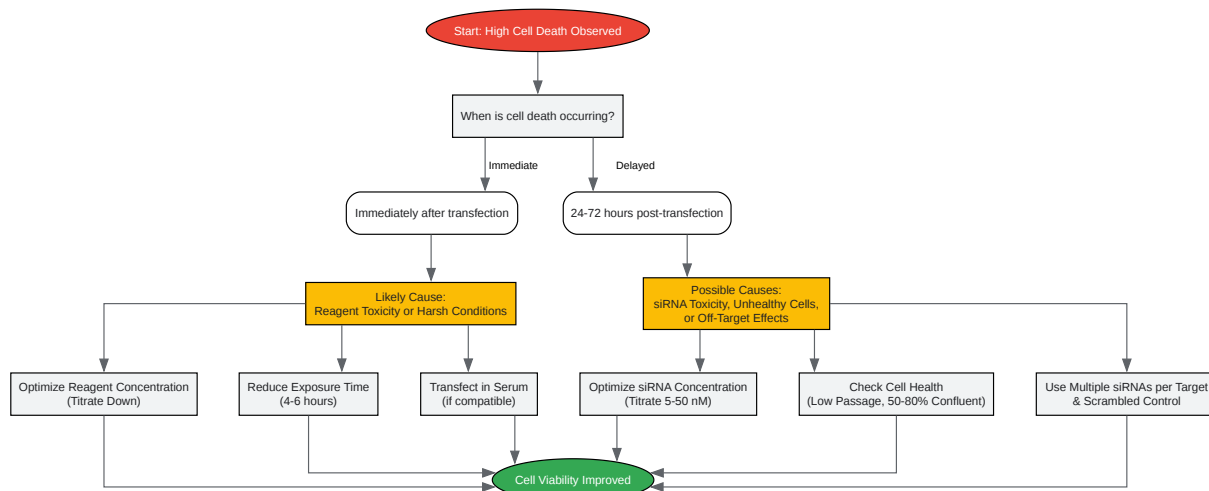 Start: High Cell Death Observed
When is cell death occurring?
Immediate
Delayed
Immediately after transfection
24-72 hours post-transfection
Likely Cause:
Reagent Toxicity or Harsh Conditions
Possible Causes:
siRNA Toxicity, Unhealthy Cells,
or Off-Target Effects
Optimize Reagent Concentration
(Titrate Down)
Reduce Exposure Time
(4-6 hours)
Transfect in Serum
(if compatible)
Optimize siRNA Concentration
(Titrate 5-50 nM)
Check Cell Health
(Low Passage, 50-80% Confluent)
Use Multiple siRNAs per Target
& Scrambled Control
Cell Viability Improved